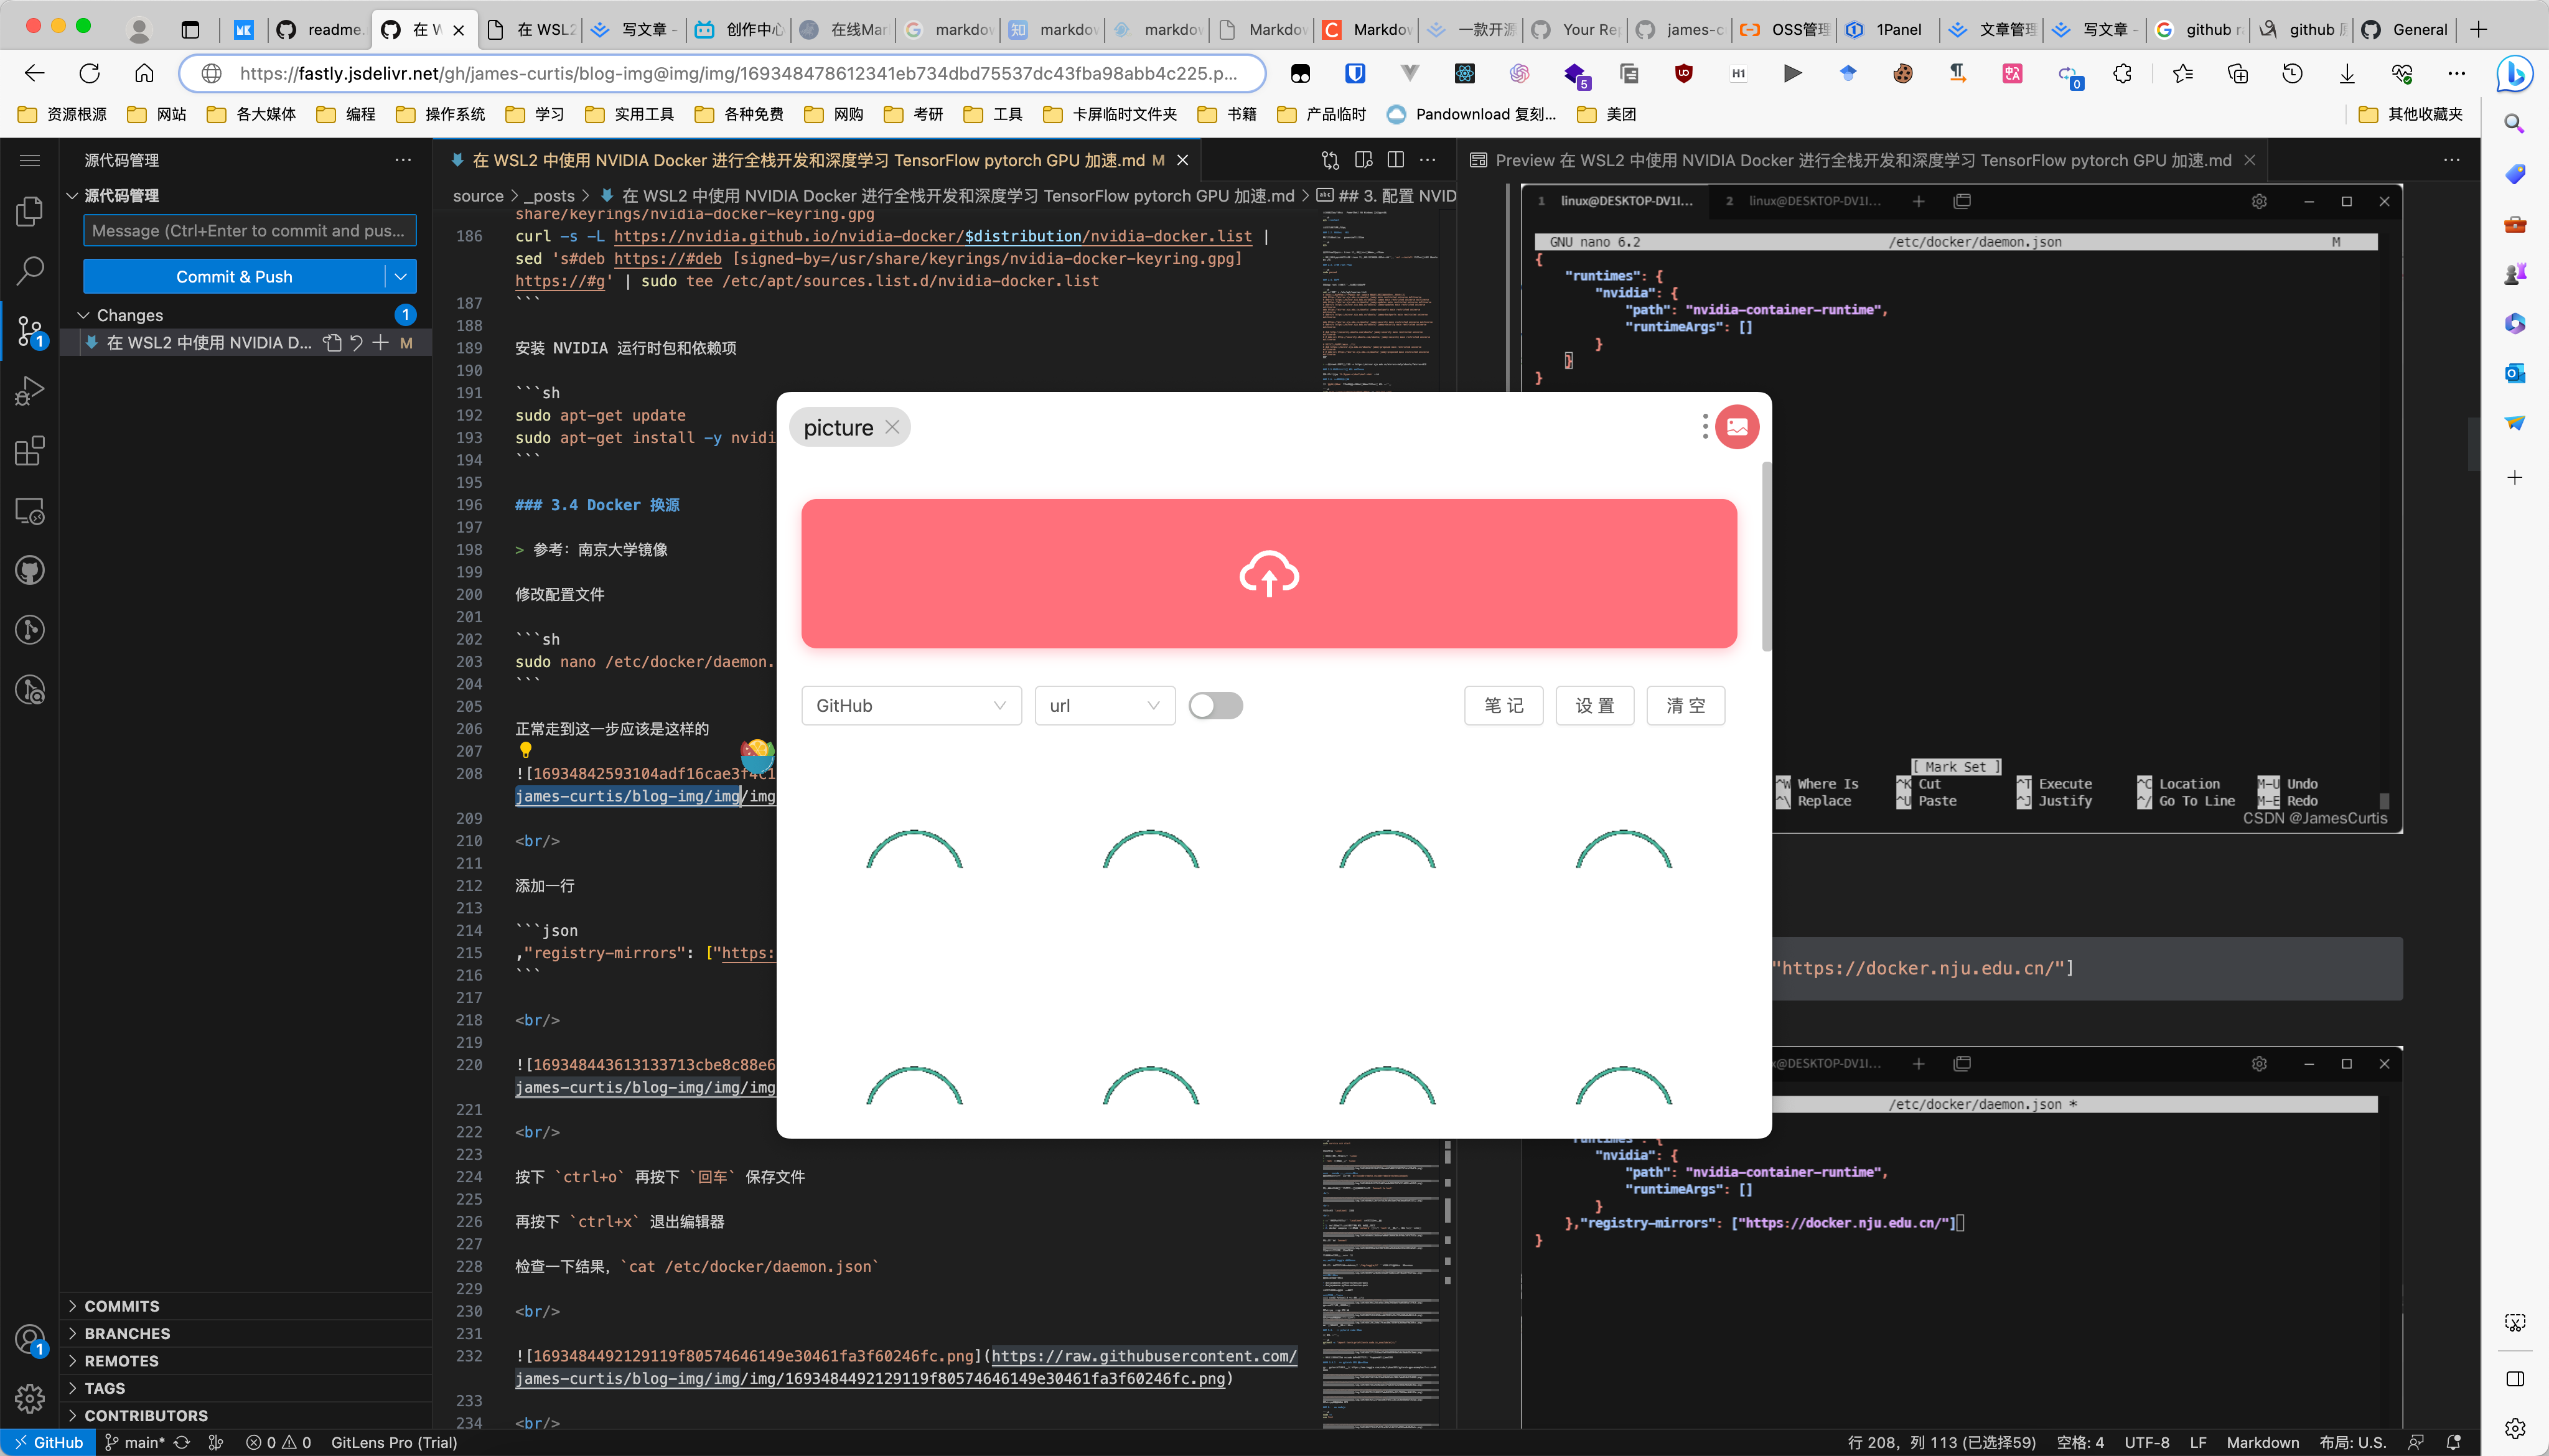 readme.
在 W
在 WSL2
写文章 -
创作中心
在线Mar
markdow
markdow
markdow
Markdow
Markdow
一款开源
Your Rep
james-c
OSS管理
1Panel
文章管理
写文章 -
github r
github 原
General
https://fastly.jsdelivr.net/gh/james-curtis/blog-img@img/img/169348478612341eb734dbd75537dc43fba98abb4c225.p...
资源根源 网站 各大媒体 编程 操作系统 学习 实用工具 各种免费 网购 考研 工具 卡屏临时文件夹 书籍 产品临时 Pandownload 复刻... 美团 其他收藏夹
源代码管理
源代码管理
Message (Ctrl+Enter to commit and pus...
Commit & Push
Changes 1
在 WSL2 中使用 NVIDIA D... M
COMMITS
BRANCHES
REMOTES
TAGS
CONTRIBUTORS
在 WSL2 中使用 NVIDIA Docker 进行全栈开发和深度学习 TensorFlow pytorch GPU 加速.md M
source > _posts > 在 WSL2 中使用 NVIDIA Docker 进行全栈开发和深度学习 TensorFlow pytorch GPU 加速.md > ## 3. 配置 NVID
share/keyrings/nvidia-docker-keyring.gpg
186 curl -s -L https://nvidia.github.io/nvidia-docker/$distribution/nvidia-docker.list |
sed 's#deb https://#deb [signed-by=/usr/share/keyrings/nvidia-docker-keyring.gpg]
https://#g' | sudo tee /etc/apt/sources.list.d/nvidia-docker.list
187 ```
188
189 安装 NVIDIA 运行时包和依赖项
190
191 ```sh
192 sudo apt-get update
193 sudo apt-get install -y nvidi
194 ```
195
196 ### 3.4 Docker 换源
197
198 > 参考：南京大学镜像
199
200 修改配置文件
201
202 ```sh
203 sudo nano /etc/docker/daemon.
204 ```
205
206 正常走到这一步应该是这样的
207
208 ![16934842593104adf16cae3f4c1
james-curtis/blog-img/img/img
209
210 <br/>
211
212 添加一行
213
214 ```json
215 ,"registry-mirrors": ["https:
216 ```
217
218 <br/>
219
220 ![169348443613133713cbe8c88e6
james-curtis/blog-img/img/img
221
222 <br/>
223
224 按下 `ctrl+o` 再按下 `回车` 保存文件
225
226 再按下 `ctrl+x` 退出编辑器
227
228 检查一下结果，`cat /etc/docker/daemon.json`
229
230 <br/>
231
232 ![1693484492129119f80574646149e30461fa3f60246fc.png](https://raw.githubusercontent.com/
james-curtis/blog-img/img/img/1693484492129119f80574646149e30461fa3f60246fc.png)
233
234 <br/>
picture
GitHub
url
笔 记
设 置
清 空
Preview 在 WSL2 中使用 NVIDIA Docker 进行全栈开发和深度学习 TensorFlow pytorch GPU 加速.md
1 linux@DESKTOP-DV1I... 2 linux@DESKTOP-DV1I...
GNU nano 6.2 /etc/docker/daemon.json M
{
"runtimes": {
"nvidia": {
"path": "nvidia-container-runtime",
"runtimeArgs": []
}
}
}
[ Mark Set ]
^W Where Is ^K Cut ^T Execute ^C Location M-U Undo
^\ Replace ^U Paste ^J Justify ^/ Go To Line M-E Redo
CSDN @JamesCurtis
"https://docker.nju.edu.cn/"]
x@DESKTOP-DV1I...
/etc/docker/daemon.json *
"runtimes": {
"nvidia": {
"path": "nvidia-container-runtime",
"runtimeArgs": []
}
},"registry-mirrors": ["https://docker.nju.edu.cn/"]
}
GitHub main* 0 0 GitLens Pro (Trial)
行 208，列 113 (已选择59) 空格: 4 UTF-8 LF Markdown 布局: U.S.